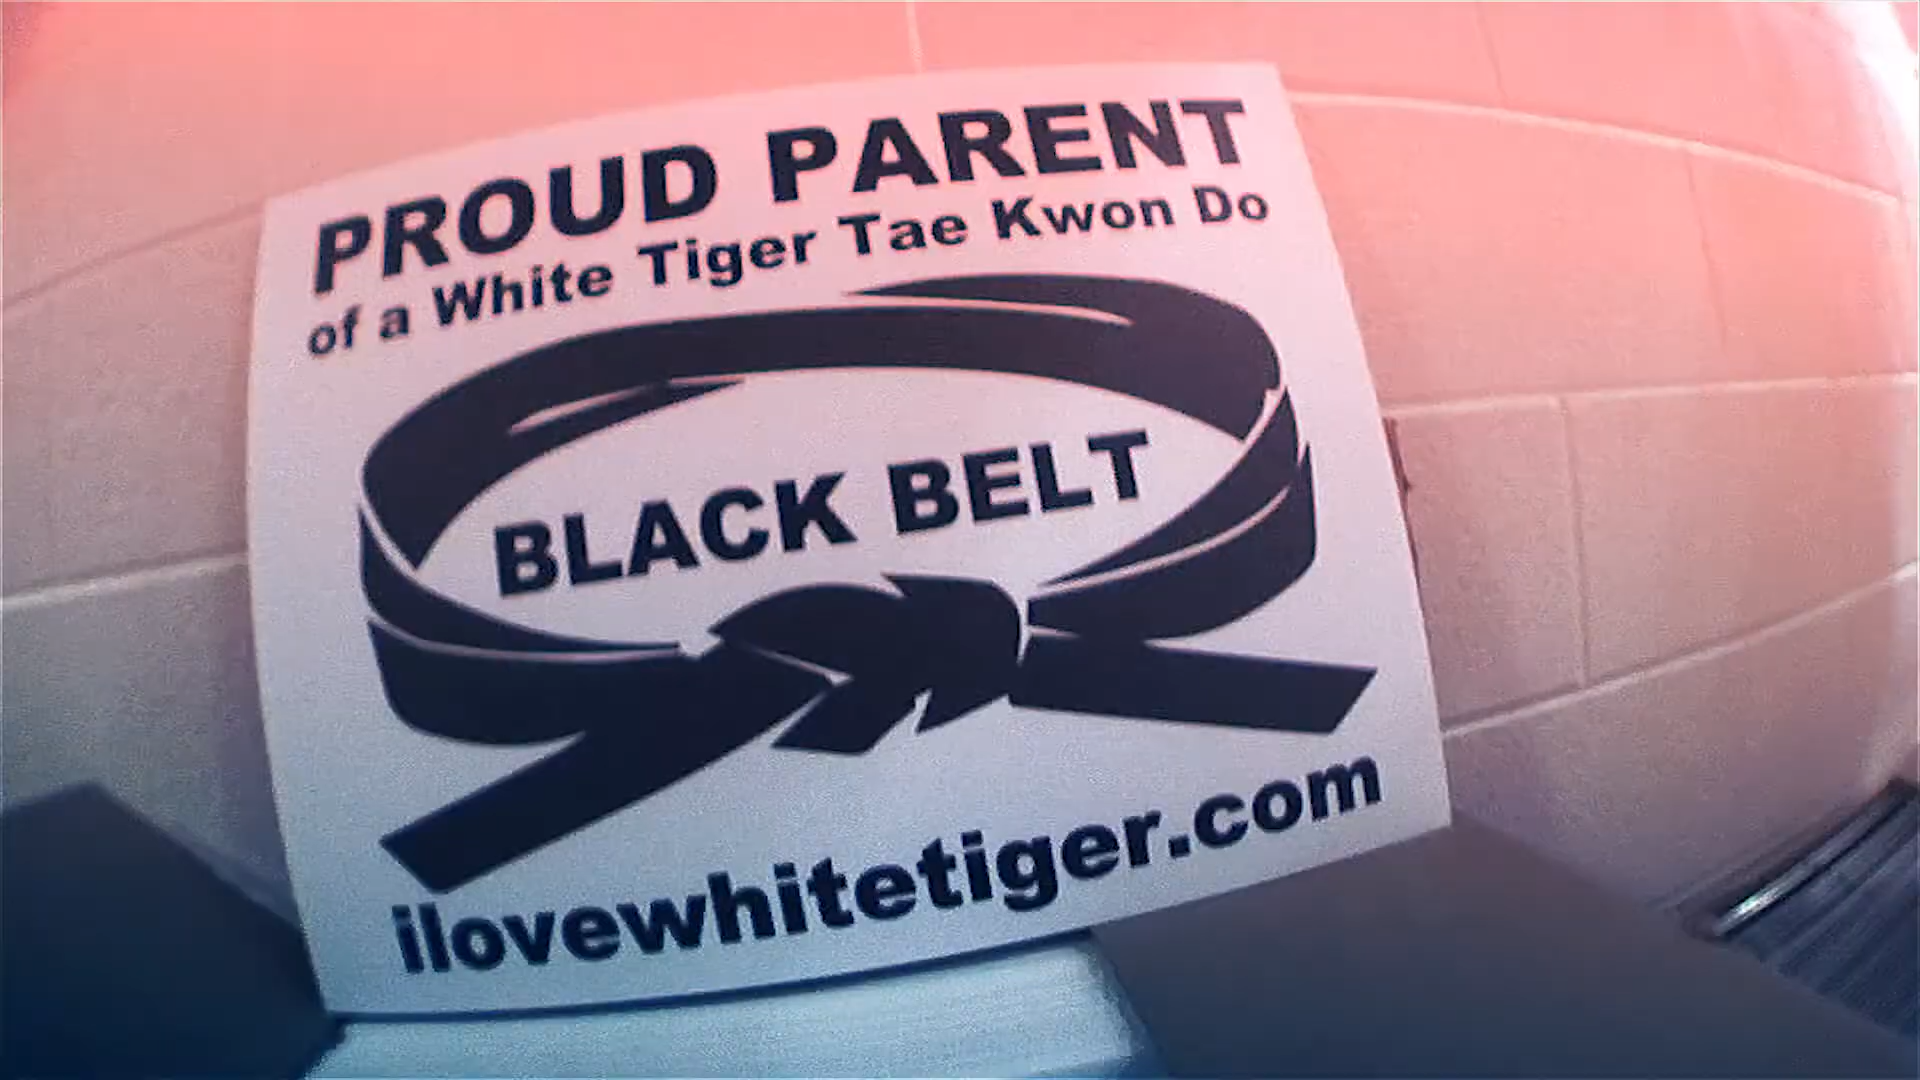 PROUD PARENT
of a White Tiger Tae Kwon Do
BLACK BELT
ilovewhitetiger.com